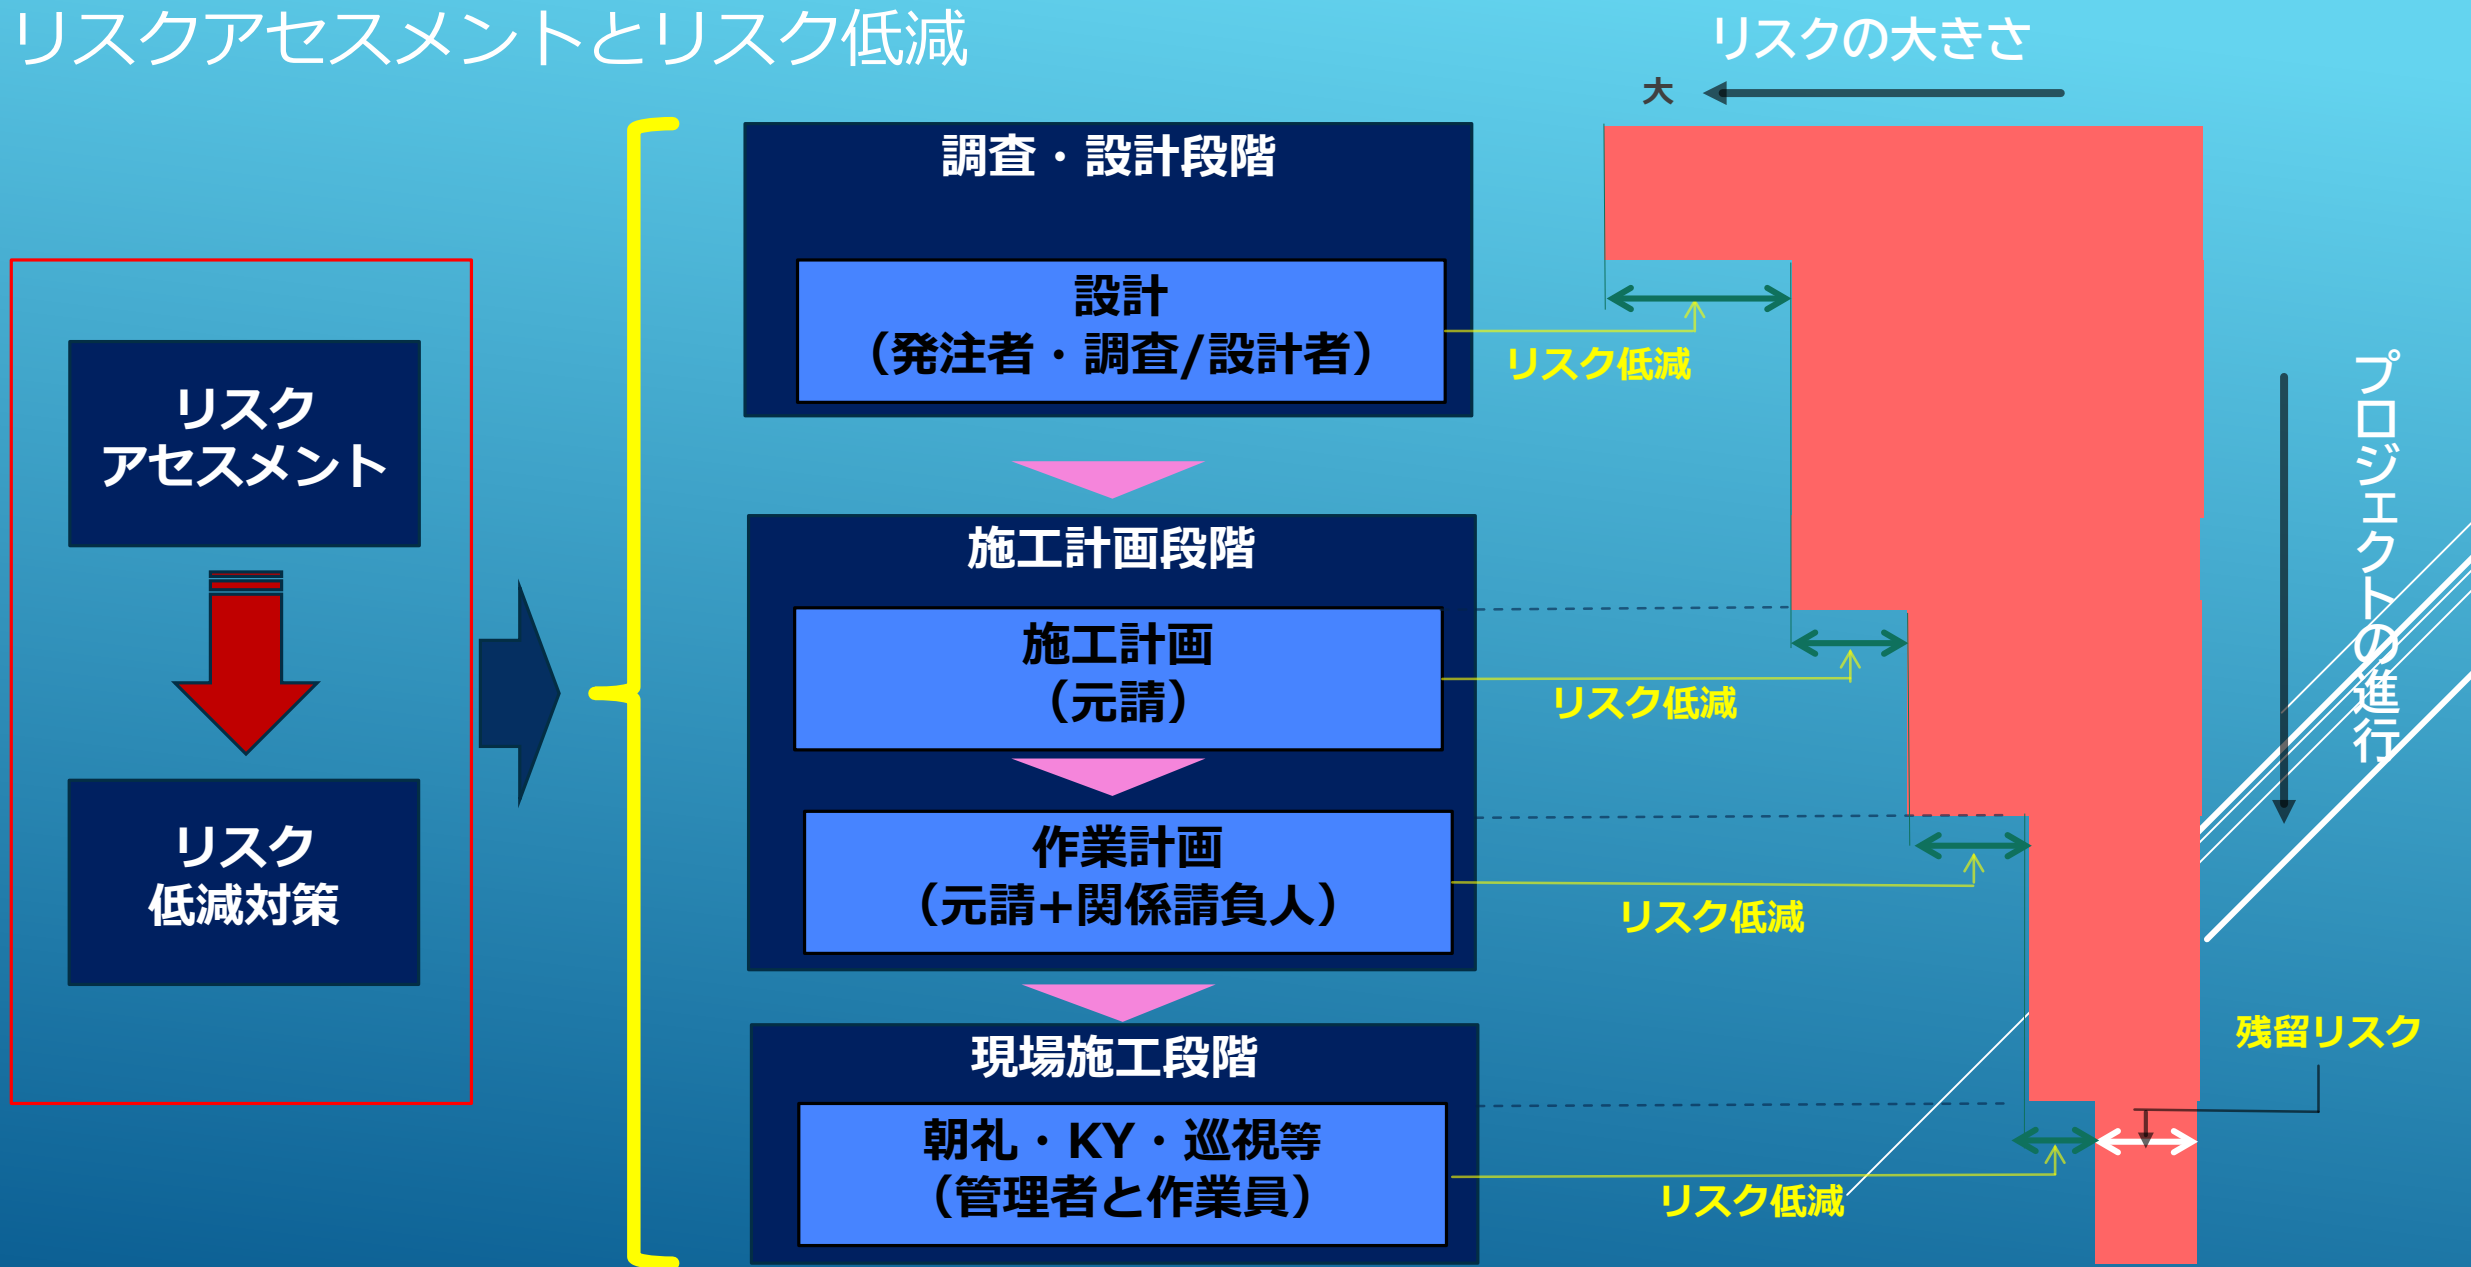 リスクアセスメントとリスク低減
リスクの大きさ
大
調査・設計段階
設計
（発注者・調査/設計者）
リスク低減
リスク
アセスメント
リスク
低減対策
施工計画段階
施工計画
（元請）
リスク低減
作業計画
（元請+関係請負人）
リスク低減
現場施工段階
朝礼・KY・巡視等
（管理者と作業員）
リスク低減
プロジェクトの進行
残留リスク